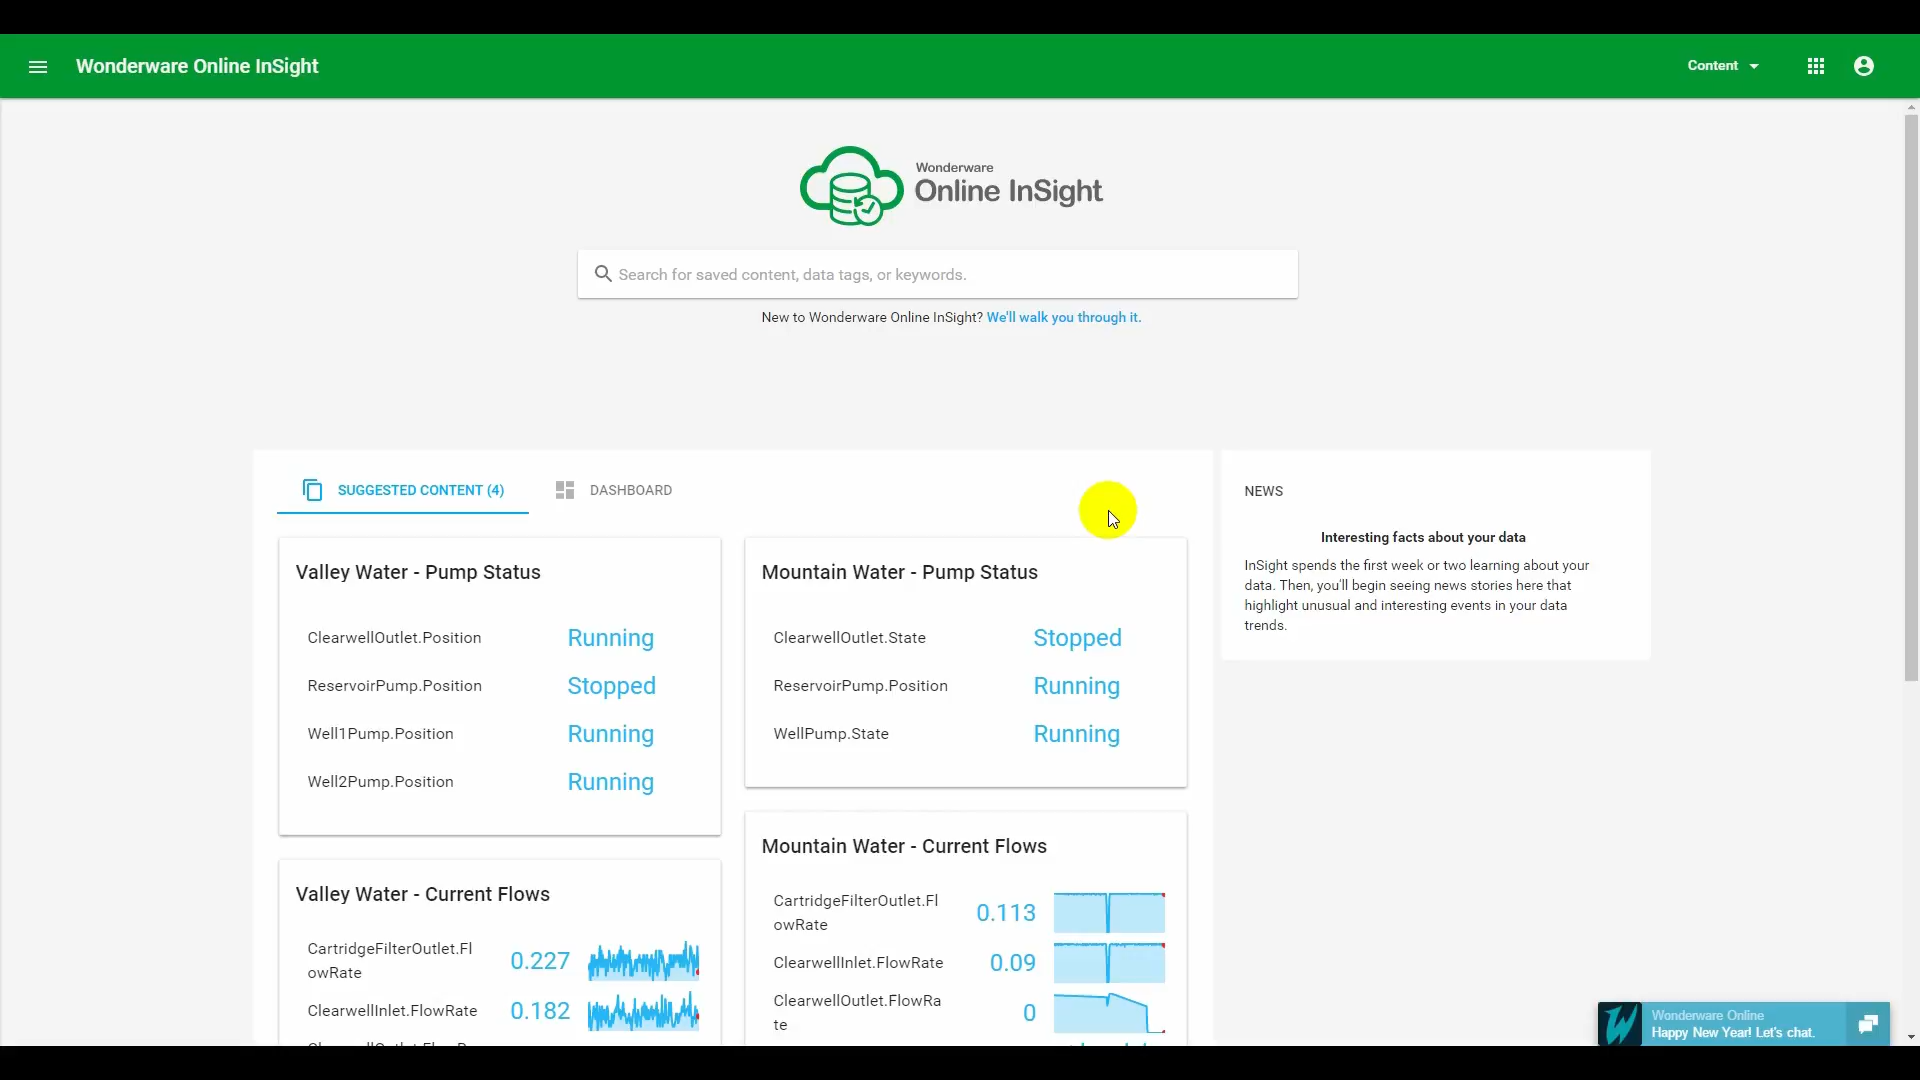 Wonderware Online InSight
Content
Wonderware
Online InSight
Search for saved content, data tags, or keywords.
New to Wonderware Online InSight? We'll walk you through it.
SUGGESTED CONTENT (4)
DASHBOARD
Valley Water - Pump Status
ClearwellOutlet.Position Running
ReservoirPump.Position Stopped
Well1Pump.Position Running
Well2Pump.Position Running
Valley Water - Current Flows
CartridgeFilterOutlet.Fl
owRate
0.227
ClearwellInlet.FlowRate 0.182
Mountain Water - Pump Status
ClearwellOutlet.State Stopped
ReservoirPump.Position Running
WellPump.State Running
Mountain Water - Current Flows
CartridgeFilterOutlet.Fl
owRate
0.113
ClearwellInlet.FlowRate 0.09
ClearwellOutlet.FlowRa
te
0
NEWS
Interesting facts about your data
InSight spends the first week or two learning about your
data. Then, you'll begin seeing news stories here that
highlight unusual and interesting events in your data
trends.
Wonderware Online
Happy New Year! Let's chat.